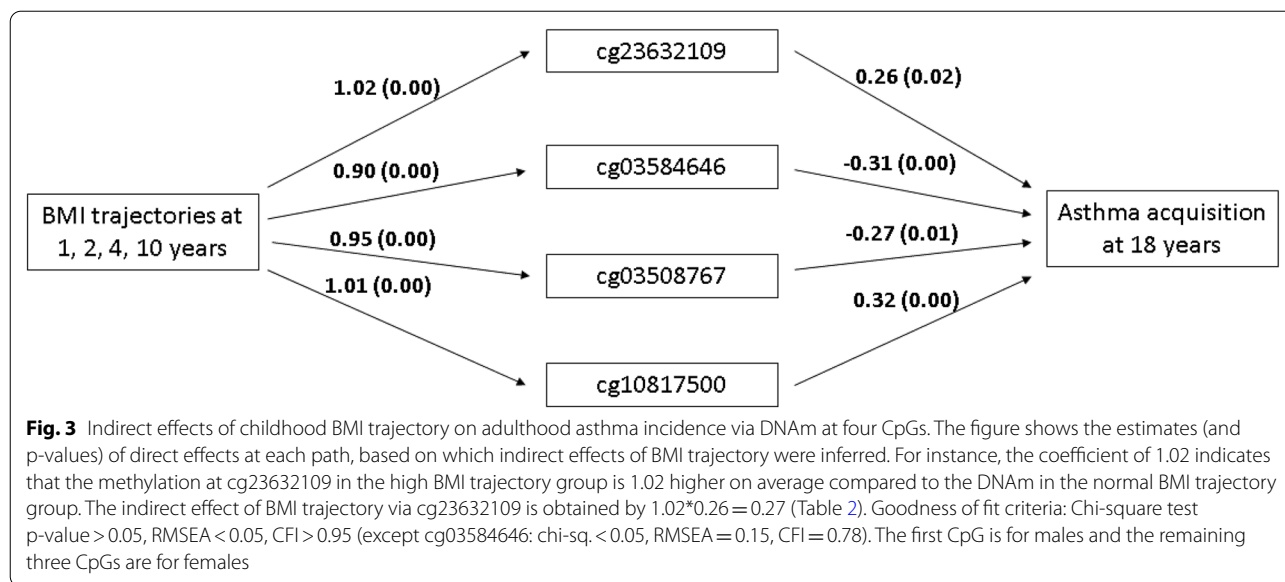 cg23632109
1.02 (0.00)
0.26 (0.02)
cg03584646
0.90 (0.00)
-0.31 (0.00)
BMI trajectories at
1, 2, 4, 10 years
Asthma acquisition
at 18 years
0.95 (0.00)
-0.27 (0.01)
cg03508767
1.01 (0.00)
0.32 (0.00)
cg10817500
Fig. 3 Indirect effects of childhood BMI trajectory on adulthood asthma incidence via DNAm at four CpGs. The figure shows the estimates (and
p-values) of direct effects at each path, based on which indirect effects of BMI trajectory were inferred. For instance, the coefficient of 1.02 indicates
that the methylation at cg23632109 in the high BMI trajectory group is 1.02 higher on average compared to the DNAm in the normal BMI trajectory
group. The indirect effect of BMI trajectory via cg23632109 is obtained by 1.02*0.26 = 0.27 (Table 2). Goodness of fit criteria: Chi-square test
p-value > 0.05, RMSEA < 0.05, CFI > 0.95 (except cg03584646: chi-sq. < 0.05, RMSEA = 0.15, CFI = 0.78). The first CpG is for males and the remaining
three CpGs are for females